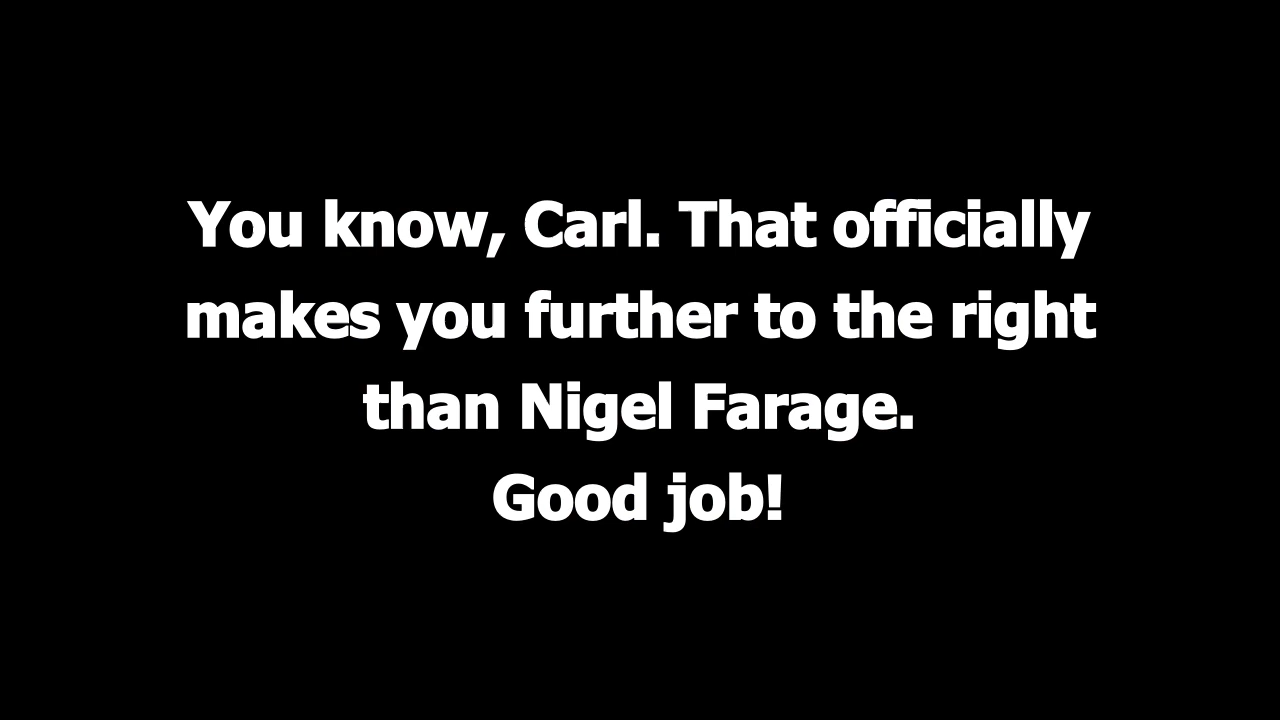 You know, Carl. That officially
makes you further to the right
than Nigel Farage.
Good job!